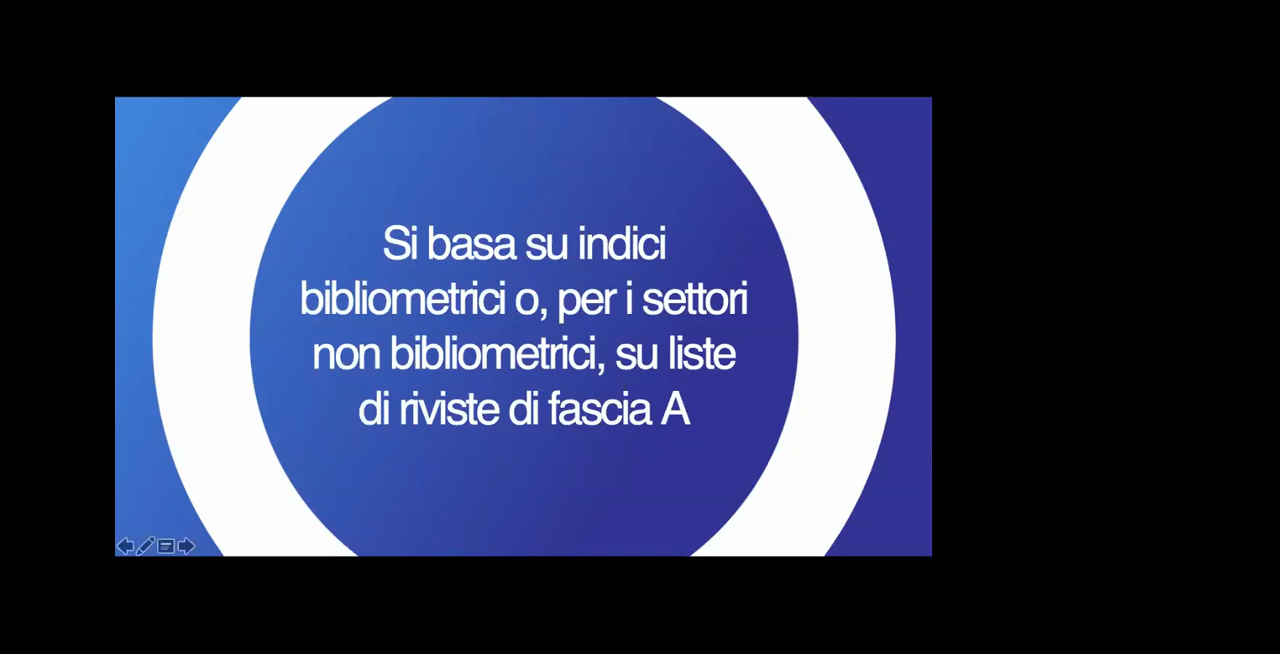 Si basa su indici
bibliometrici o, per i settori
non bibliometrici, su liste
di riviste di fascia A